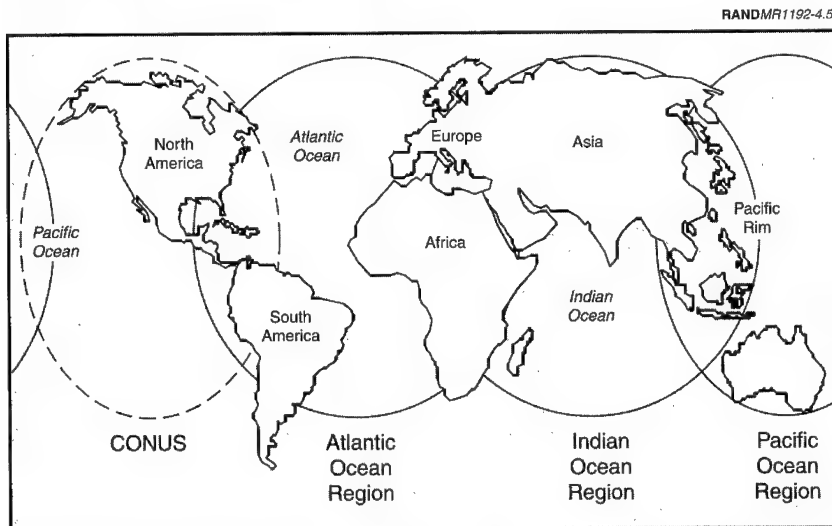 RANDMR1192-4.5
North
America
Atlantic
Ocean
Europe
Asia
Pacific
Ocean
Africa
Pacific
Rim
South
America
Indian
Ocean
CONUS
Atlantic
Ocean
Region
Indian
Ocean
Region
Pacific
Ocean
Region